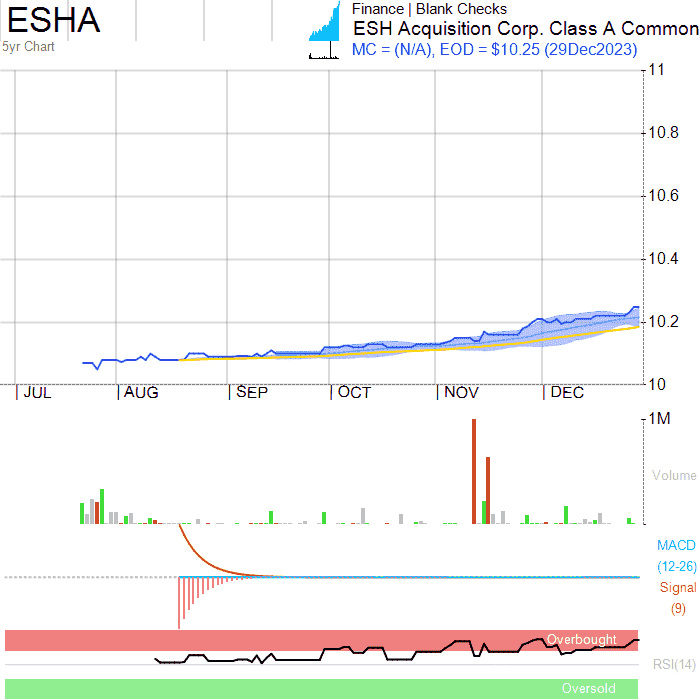 ESHA
5yr Chart
Finance | Blank Checks
ESH Acquisition Corp. Class A Common
MC = (N/A), EOD = $10.25 (29Dec2023)
11
10.8
10.6
10.4
10.2
10
JUL AUG SEP OCT NOV DEC
1M
Volume
MACD
(12-26)
Signal
(9)
Overbought
RSI(14)
Oversold